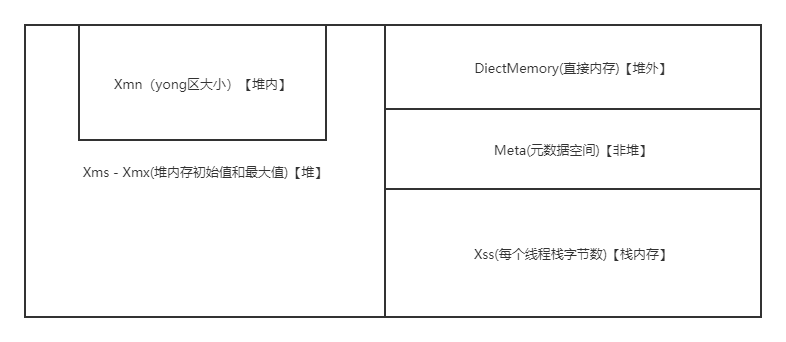 Xmn（yong区大小）【堆内】
Xms - Xmx(堆内存初始值和最大值)【堆】
DiectMemory(直接内存)【堆外】
Meta(元数据空间)【非堆】
Xss(每个线程栈字节数)【栈内存】